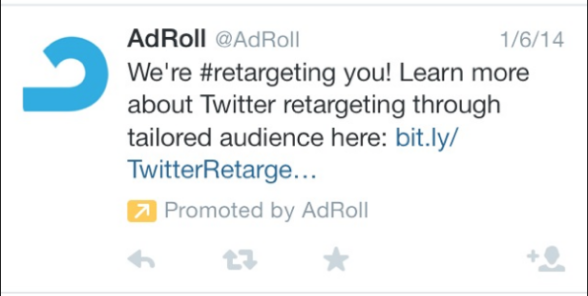 AdRoll @AdRoll 1/6/14
We're #retargeting you! Learn more
about Twitter retargeting through
tailored audience here: bit.ly/
TwitterRetarge...
Promoted by AdRoll